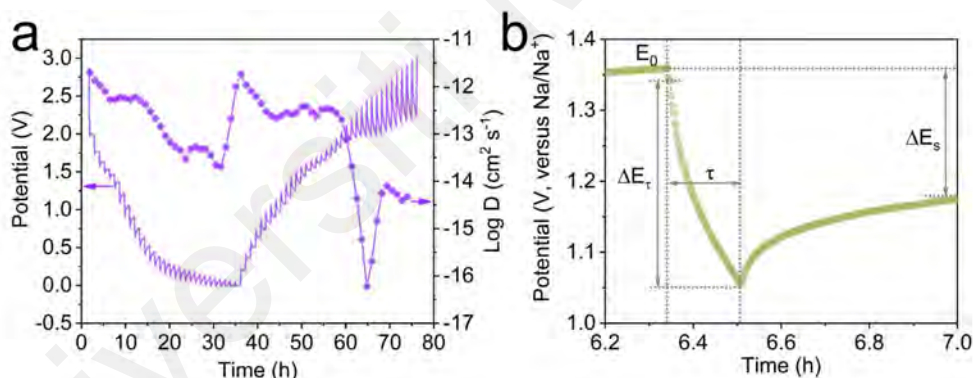 a
3.0
2.5
2.0
1.5
1.0
0.5
0.0
-0.5
Potential (V)
0 10 20 30 40 50 60 70 80
Time (h)
-11
-12
-13
-14
-15
-16
-17
Log D (cm² s⁻¹)
b
1.4
1.3
1.2
1.1
1.0
Potential (V, versus Na/Na⁺)
E₀
ΔE_τ
τ
ΔE_s
6.2 6.4 6.6 6.8 7.0
Time (h)